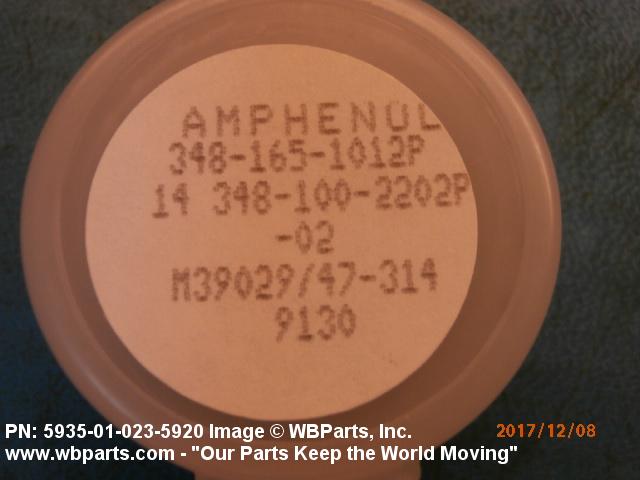 AMPHENOL
348-165-1012P
14 348-100-2202P
-02
M39029/47-314
9130
PN: 5935-01-023-5920 Image © WBParts, Inc.
2017/12/08
www.wbparts.com - "Our Parts Keep the World Moving"